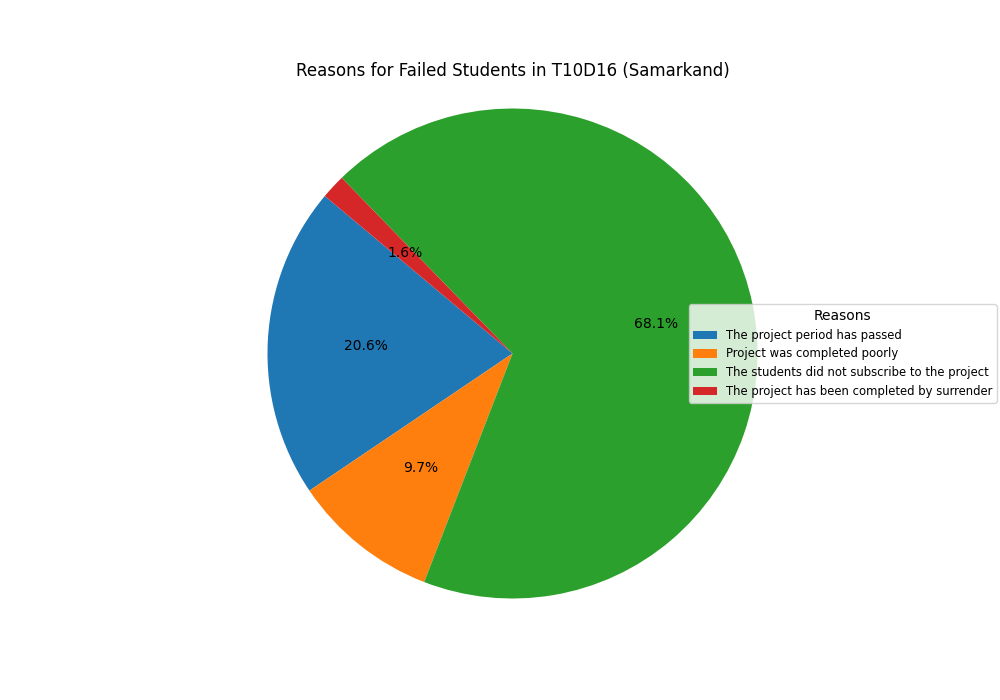 Reasons for Failed Students in T10D16 (Samarkand)
1.6%
68.1%
20.6%
9.7%
Reasons
The project period has passed
Project was completed poorly
The students did not subscribe to the project
The project has been completed by surrender